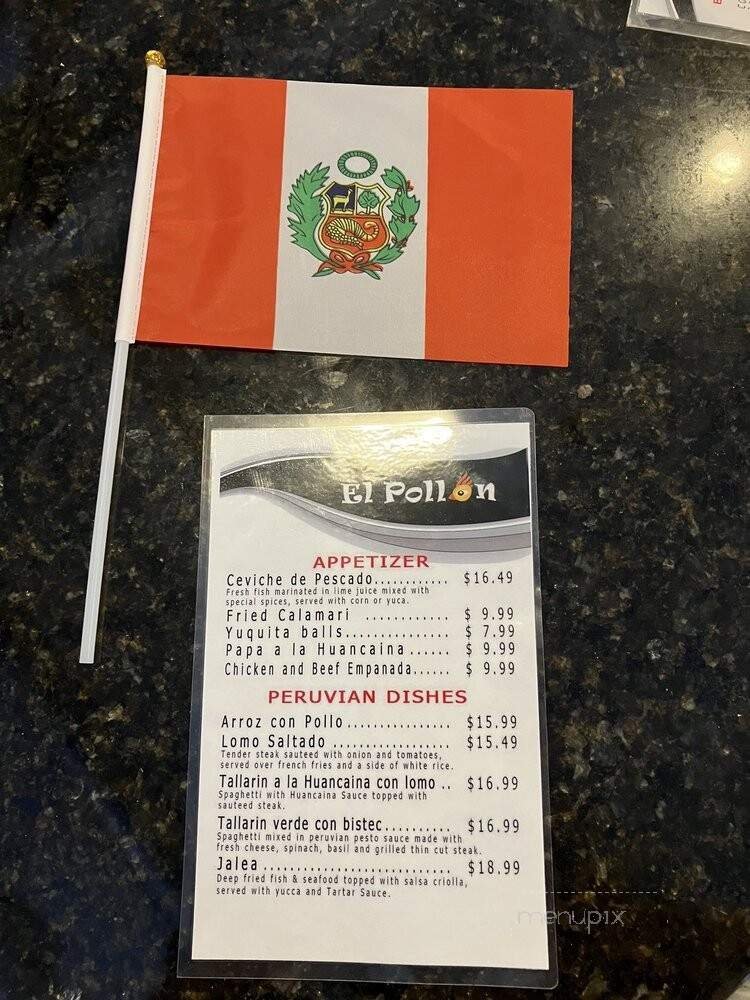 El Pollon
APPETIZER
Ceviche de Pescado............ $16.49
Fresh fish marinated in lime juice mixed with
special spices, served with corn or yuca.
Fried Calamari ............ $ 9.99
Yuquita balls............... $ 7.99
Papa a la Huancaina...... $ 9.99
Chicken and Beef Empanada...... $ 9.99
PERUVIAN DISHES
Arroz con Pollo............... $15.99
Lomo Saltado ................. $15.49
Tender steak sauteed with onion and tomatoes,
served over french fries and a side of white rice.
Tallarin a la Huancaina con lomo .. $16.99
Spaghetti with Huancaina Sauce topped with
sauteed steak.
Tallarin verde con bistec.......... $16.99
Spaghetti mixed in peruvian pesto sauce made with
fresh cheese, spinach, basil and grilled thin cut steak.
Jalea ........................... $18.99
Deep fried fish & seafood topped with salsa criolla,
served with yucca and Tartar Sauce.
menupix